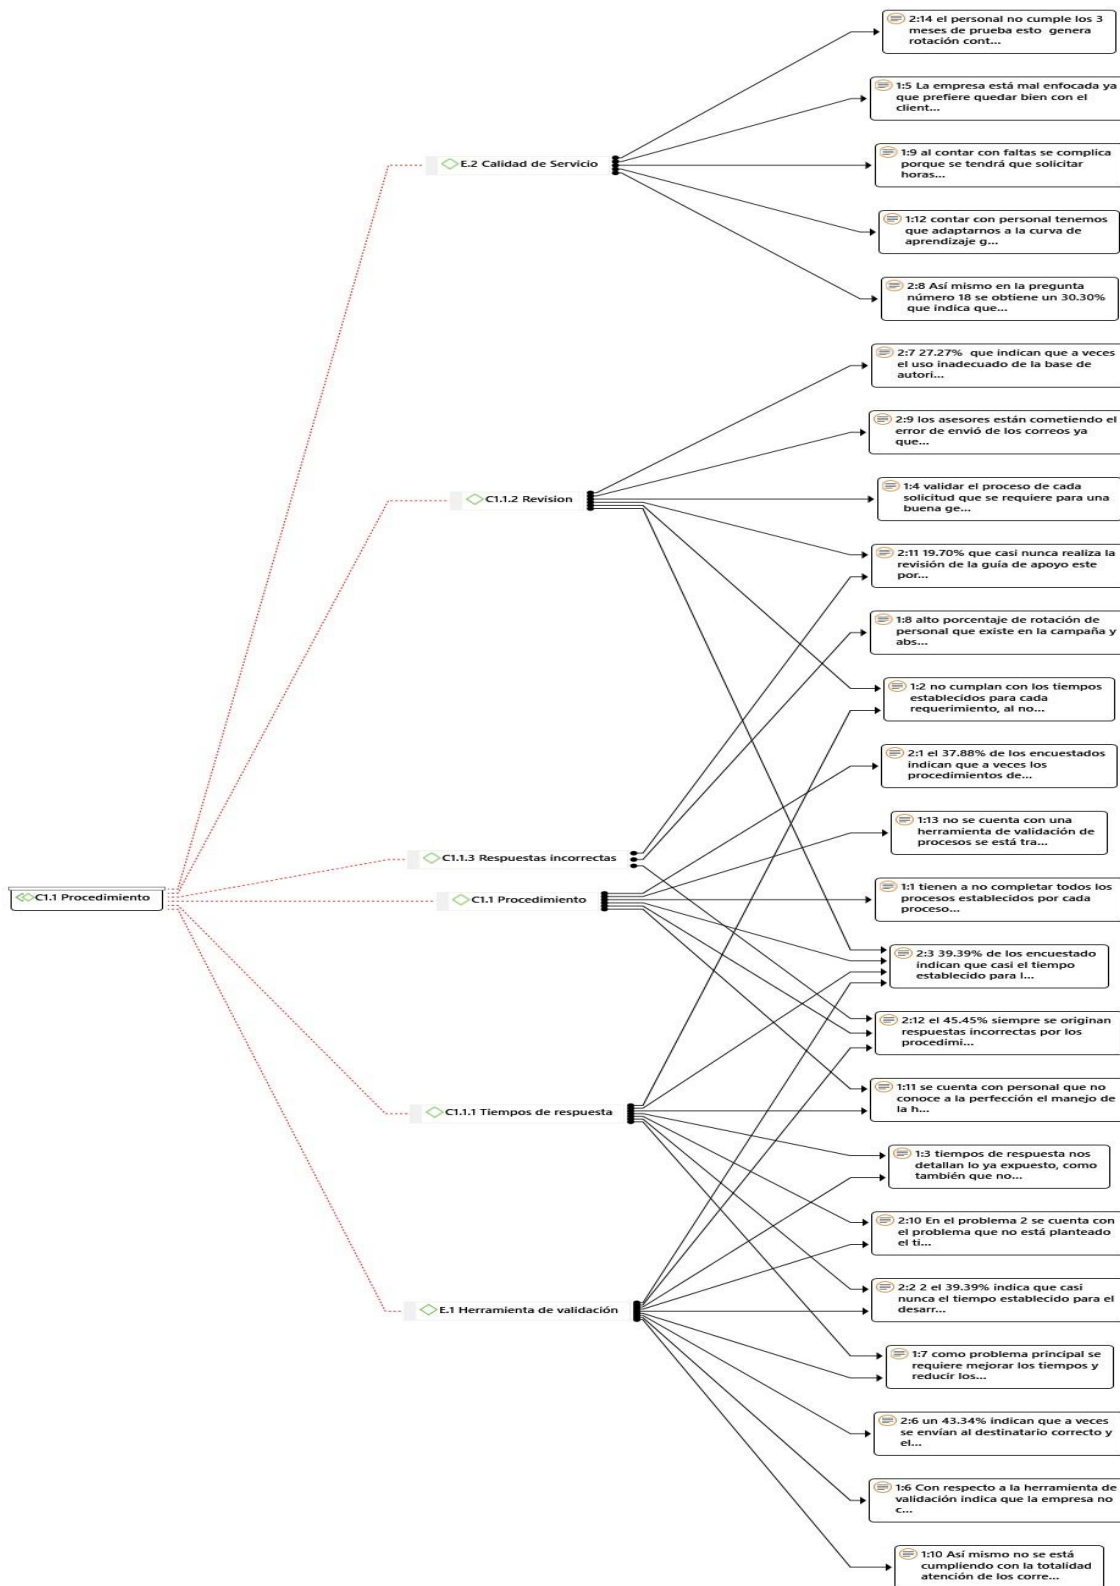 2:14 el personal no cumple los 3
meses de prueba esto genera
rotación cont...
1:5 La empresa está mal enfocada ya
que prefiere quedar bien con el
client...
E.2 Calidad de Servicio
1:9 al contar con faltas se complica
porque se tendrá que solicitar
horas...
1:12 contar con personal tenemos
que adaptarnos a la curva de
aprendizaje g...
2:8 Así mismo en la pregunta
número 18 se obtiene un 30.30%
que indica que...
2:7 27.27% que indican que a veces
el uso inadecuado de la base de
autori...
2:9 los asesores están cometiendo el
error de envió de los correos ya
que...
C1.1.2 Revision
1:4 validar el proceso de cada
solicitud que se requiere para una
buena ge...
2:11 19.70% que casi nunca realiza la
revisión de la guía de apoyo este
por...
1:8 alto porcentaje de rotación de
personal que existe en la campaña y
abs...
1:2 no cumplan con los tiempos
establecidos para cada
requerimiento, al no...
2:1 el 37.88% de los encuestados
indican que a veces los
procedimientos de...
1:13 no se cuenta con una
herramienta de validación de
procesos se está tra...
C1.1.3 Respuestas incorrectas
C1.1 Procedimiento
C1.1 Procedimiento
1:1 tienen a no completar todos los
procesos establecidos por cada
proceso...
2:3 39.39% de los encuestado
indican que casi el tiempo
establecido para l...
2:12 el 45.45% siempre se originan
respuestas incorrectas por los
procedimi...
1:11 se cuenta con personal que no
conoce a la perfección el manejo de
la h...
C1.1.1 Tiempos de respuesta
1:3 tiempos de respuesta nos
detallan lo ya expuesto, como
también que no...
2:10 En el problema 2 se cuenta con
el problema que no está planteado
el ti...
2:2 2 el 39.39% indica que casi
nunca el tiempo establecido para el
desarr...
E.1 Herramienta de validación
1:7 como problema principal se
requiere mejorar los tiempos y
reducir los...
2:6 un 43.34% indican que a veces
se envían al destinatario correcto y
el...
1:6 Con respecto a la herramienta de
validación indica que la empresa no
c...
1:10 Así mismo no se está
cumpliendo con la totalidad
atención de los corre...